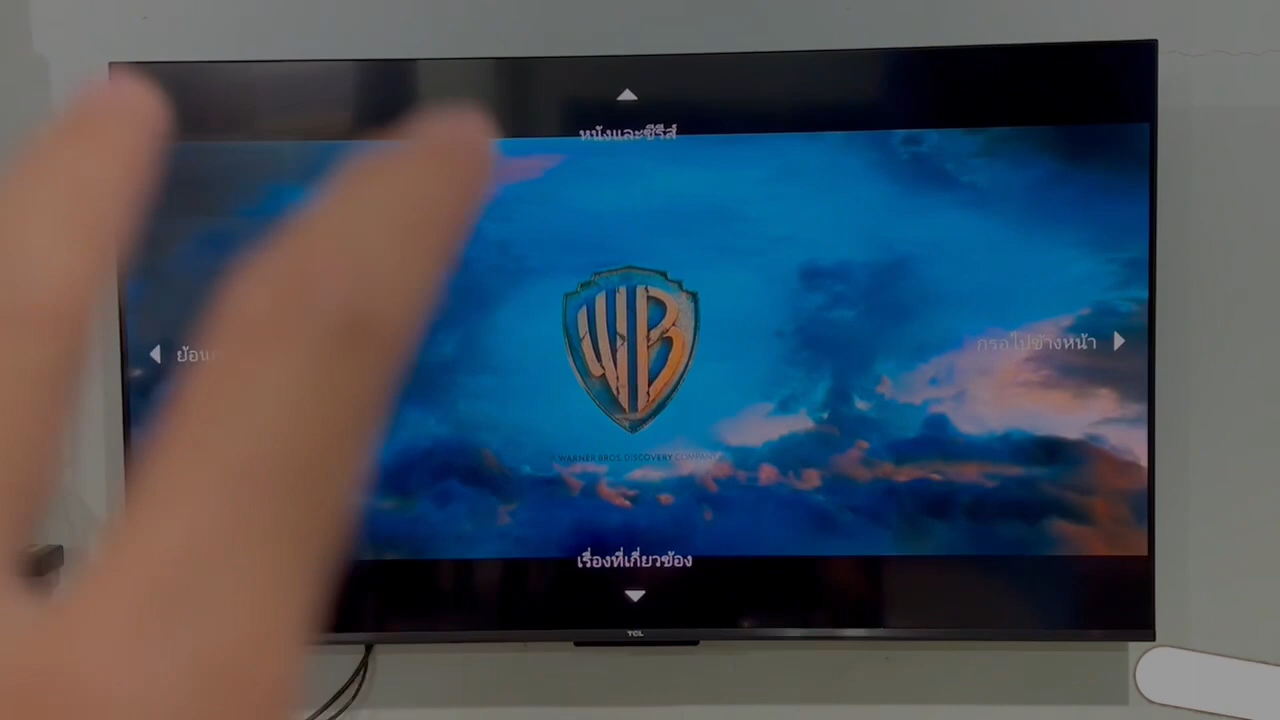 หนังและซีรีส์
กรอไปข้างหน้า
WB
A WARNER BROS. DISCOVERY COMPANY
เรื่องที่เกี่ยวข้อง
TCL